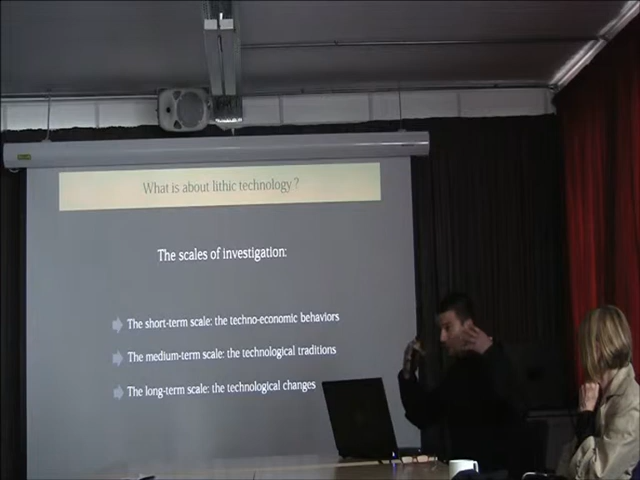 What is about lithic technology?
The scales of investigation:
The short-term scale: the techno-economic behaviors
The medium-term scale: the technological traditions
The long-term scale: the technological changes